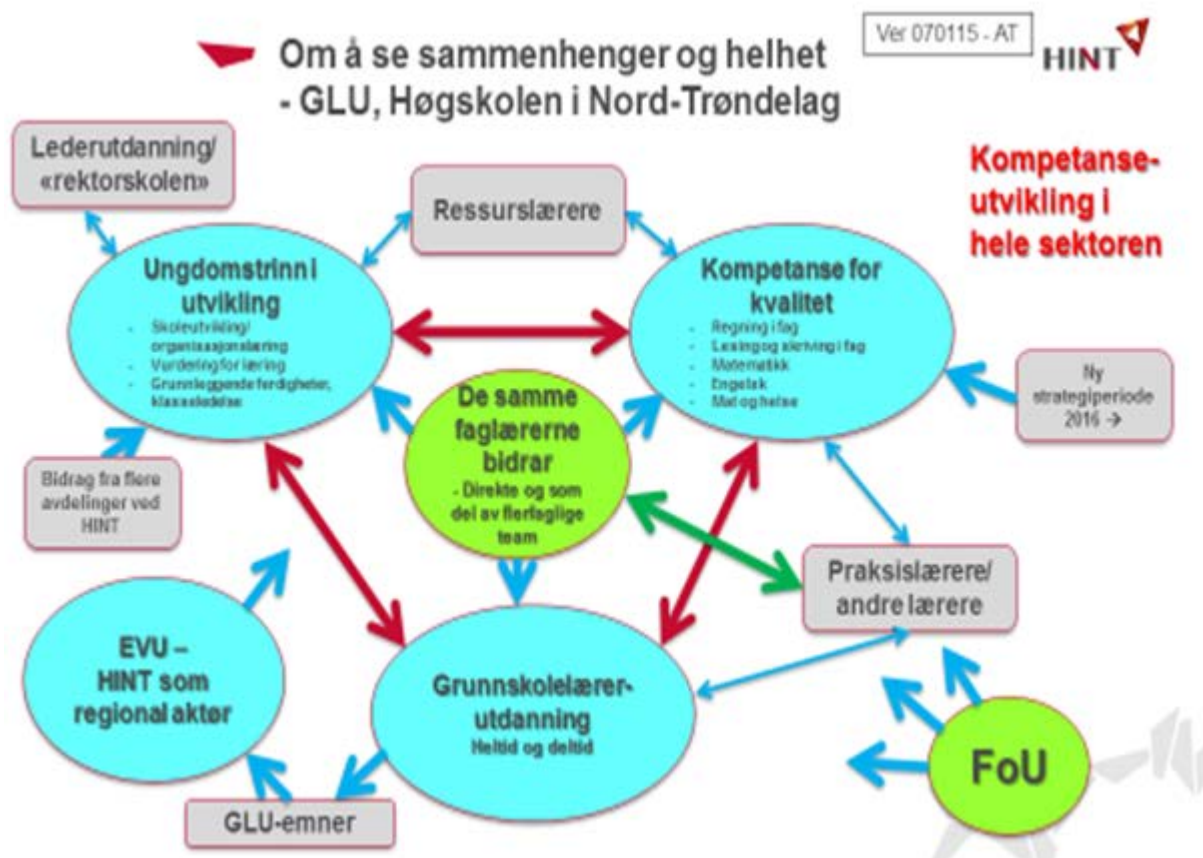 Ver 070115 - AT
HINT
Om å se sammenhenger og helhet
- GLU, Høgskolen i Nord-Trøndelag
Lederutdanning/
«rektorskolen»
Ressurslærere
Kompetanse-
utvikling i
hele sektoren
Ungdomstrinn i
utvikling
- Skoleutvikling/
organisasjonslæring
- Vurdering for læring
- Grunnleggende ferdigheter,
klasseledelse
Kompetanse for
kvalitet
- Regning i fag
- Lesing og skriving i fag
- Matematikk
- Engelsk
- Mat og helse
Ny
strategiperiode
2016 →
De samme
faglærerne
bidrar
- Direkte og som
del av flerfaglige
team
Bidrag fra flere
avdelinger ved
HINT
Praksislærere/
andre lærere
EVU –
HINT som
regional aktør
Grunnskolelærer-
utdanning
Heltid og deltid
FoU
GLU-emner